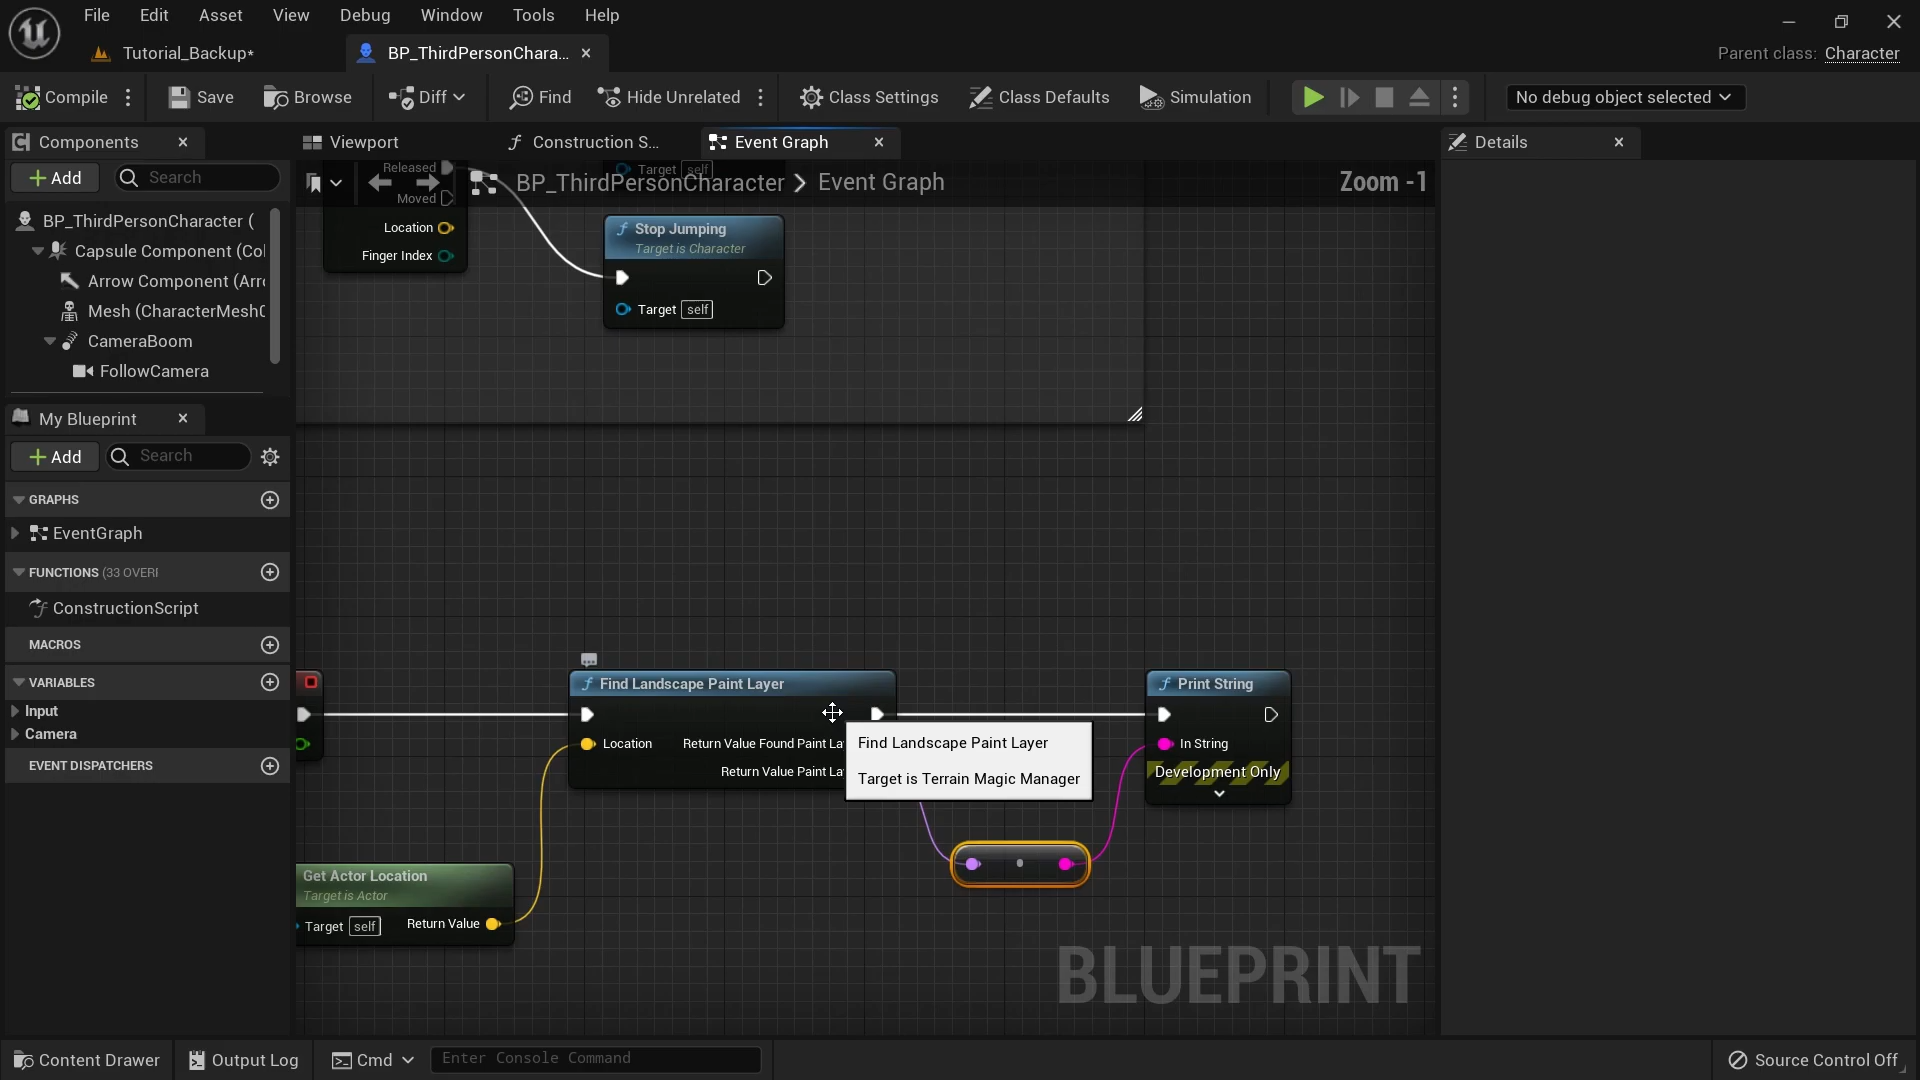 File Edit Asset View Debug Window Tools Help
Tutorial_Backup*
BP_ThirdPersonChara...
Parent class: Character
Compile
Save
Browse
Diff
Find
Hide Unrelated
Class Settings
Class Defaults
Simulation
No debug object selected
Components
Viewport
Construction S...
Event Graph
Details
Add
Search
BP_ThirdPersonCharacter > Event Graph
Zoom -1
BP_ThirdPersonCharacter (
Capsule Component (Col
Arrow Component (Arro
Mesh (CharacterMesh0
CameraBoom
FollowCamera
My Blueprint
Add
Search
GRAPHS
EventGraph
FUNCTIONS (33 OVERI
ConstructionScript
MACROS
VARIABLES
Input
Camera
EVENT DISPATCHERS
Released
Moved
Location
Finger Index
Target self
Stop Jumping
Target is Character
Target self
Find Landscape Paint Layer
Location
Return Value Found Paint La
Return Value Paint La
Find Landscape Paint Layer
Target is Terrain Magic Manager
Print String
In String
Development Only
Get Actor Location
Target is Actor
Target self
Return Value
BLUEPRINT
Content Drawer
Output Log
Cmd
Enter Console Command
Source Control Off